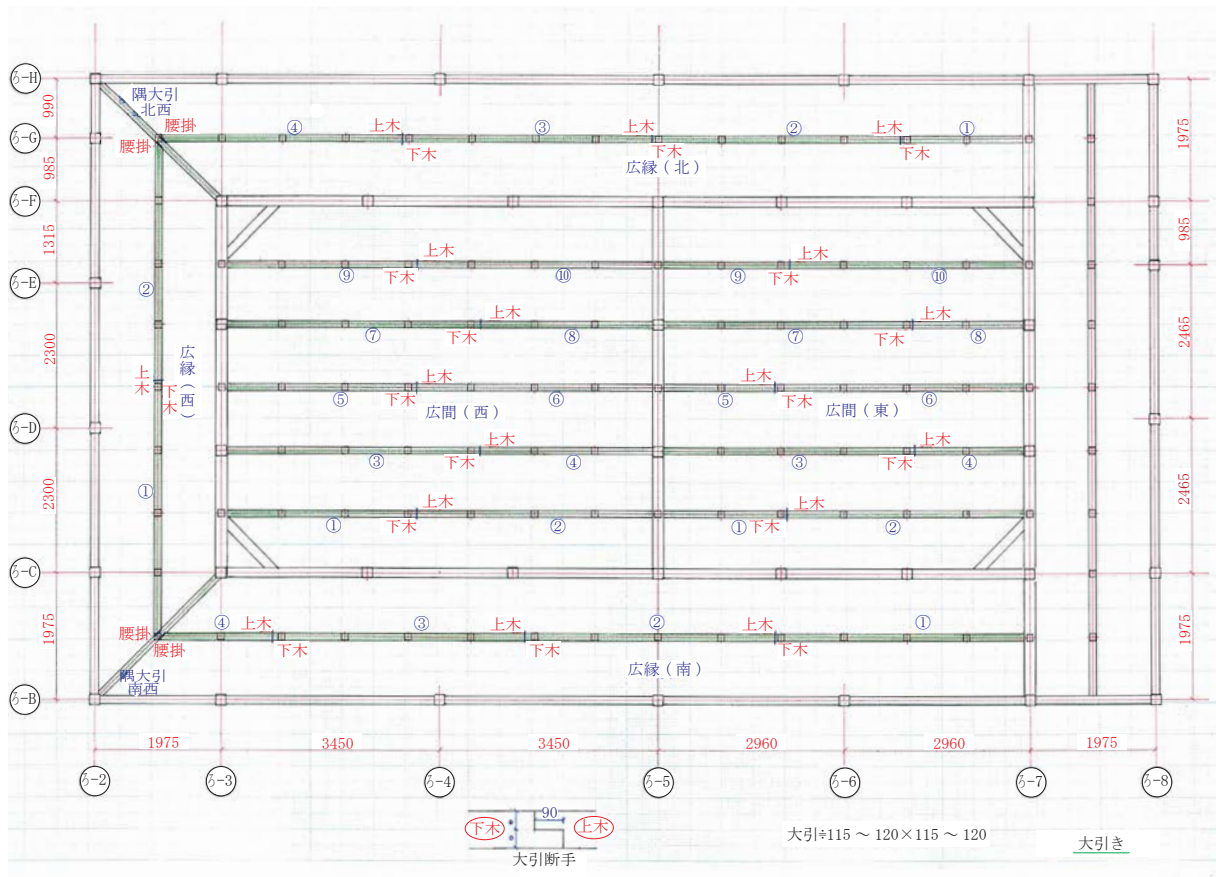 ろ-H
990
隅大引
北西
腰掛
④
上木
下木
③
上木
下木
②
上木
下木
①
1975
ろ-G
腰掛
広縁（北）
985
ろ-F
1315
985
上木
⑨
下木
⑩
上木
⑨
下木
⑩
ろ-E
②
上木
⑦
下木
⑧
上木
⑦
下木
⑧
2300
2465
広縁（西）
上木
下木
上木
⑤
下木
⑥
広間（西）
上木
⑤
下木
⑥
広間（東）
ろ-D
上木
③
下木
④
上木
③
下木
④
2300
①
2465
上木
①
下木
②
上木
①
下木
②
ろ-C
1975
1975
腰掛
腰掛
④
上木
下木
③
上木
下木
②
上木
下木
①
隅大引
南西
広縁（南）
ろ-B
1975
3450
3450
2960
2960
1975
ろ-2
ろ-3
ろ-4
ろ-5
ろ-6
ろ-7
ろ-8
下木
90
上木
大引断手
大引÷115 ～ 120×115 ～ 120
大引き